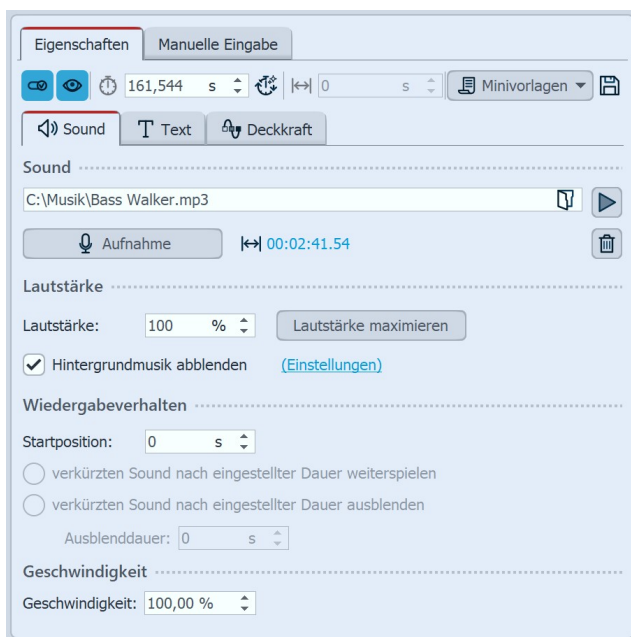 Eigenschaften Manuelle Eingabe
161,544 s 0 s Minivorlagen
Sound Text Deckkraft
Sound
C:\Musik\Bass Walker.mp3
Aufnahme 00:02:41.54
Lautstärke
Lautstärke: 100 % Lautstärke maximieren
Hintergrundmusik abblenden (Einstellungen)
Wiedergabeverhalten
Startposition: 0 s
verkürzten Sound nach eingestellter Dauer weiterspielen
verkürzten Sound nach eingestellter Dauer ausblenden
Ausblenddauer: 0 s
Geschwindigkeit
Geschwindigkeit: 100,00 %